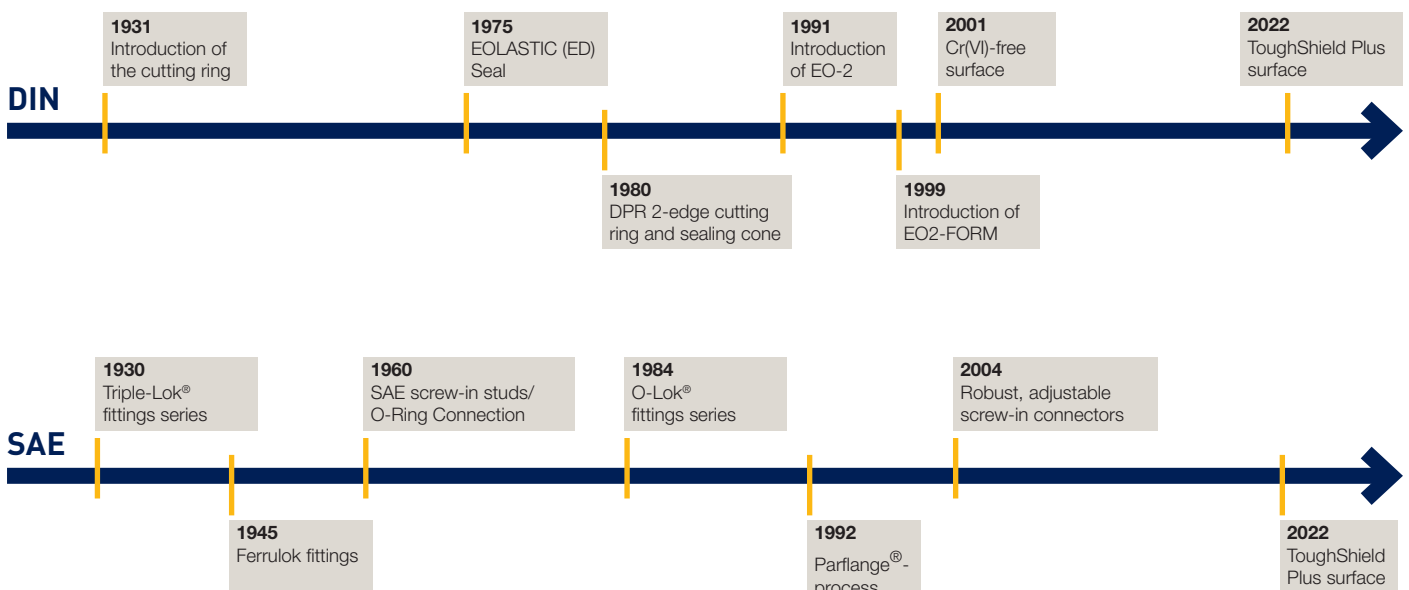 DIN
1931
Introduction of
the cutting ring
1975
EOLASTIC (ED)
Seal
1980
DPR 2-edge cutting
ring and sealing cone
1991
Introduction
of EO-2
1999
Introduction of
EO2-FORM
2001
Cr(VI)-free
surface
2022
ToughShield Plus
surface
SAE
1930
Triple-Lok®
fittings series
1945
Ferrulok fittings
1960
SAE screw-in studs/
O-Ring Connection
1984
O-Lok®
fittings series
1992
Parflange®-
process
2004
Robust, adjustable
screw-in connectors
2022
ToughShield
Plus surface